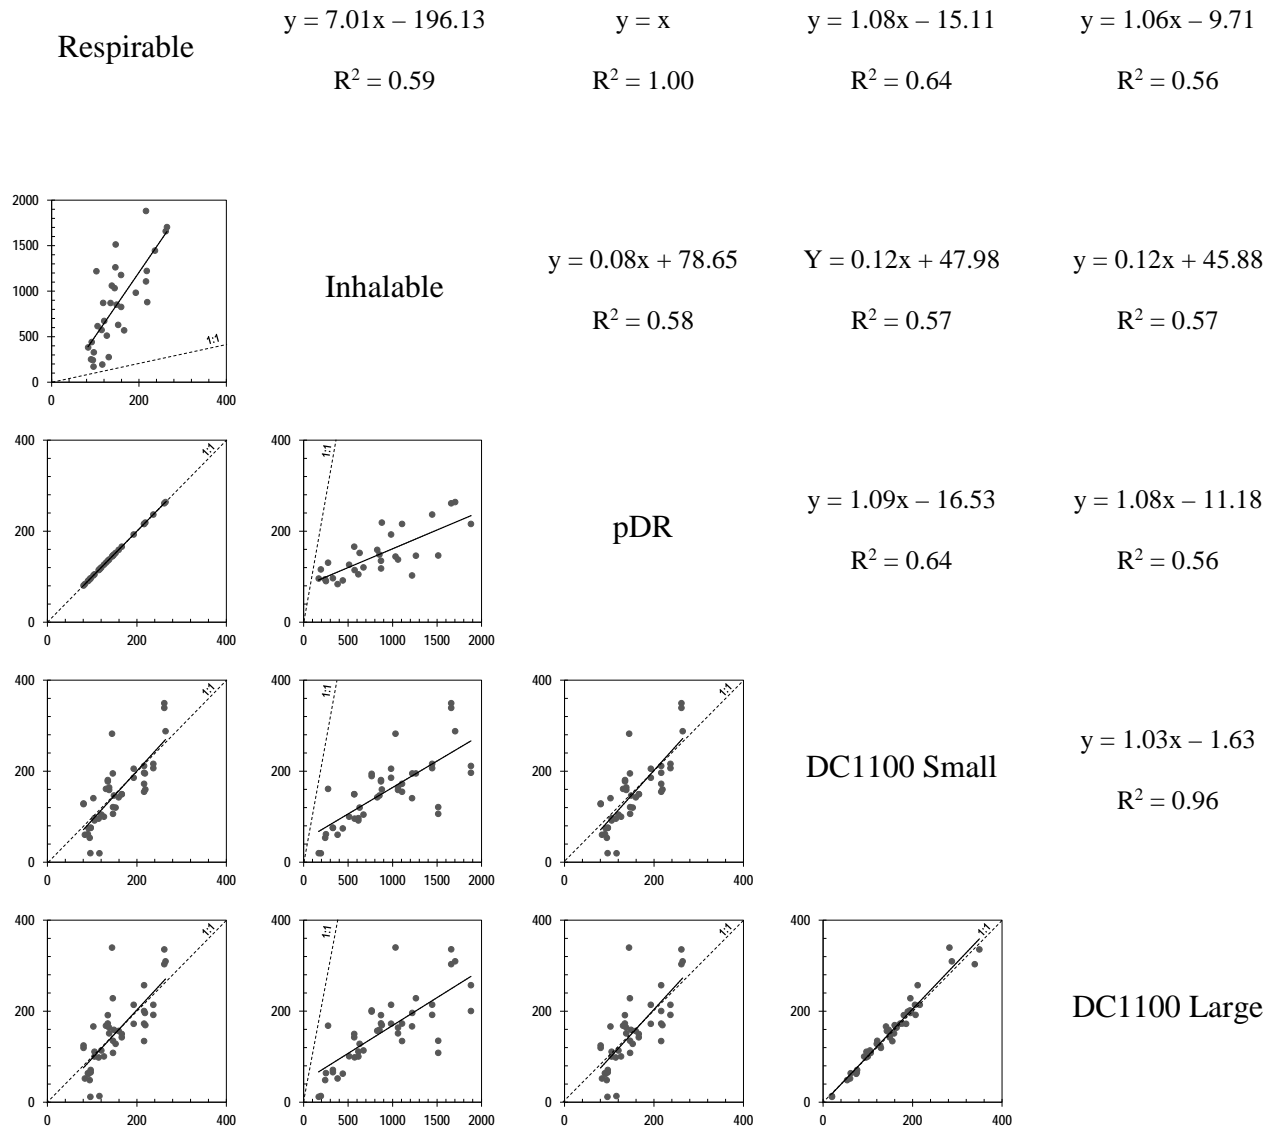 Respirable
y = 7.01x – 196.13
R² = 0.59
y = x
R² = 1.00
y = 1.08x – 15.11
R² = 0.64
y = 1.06x – 9.71
R² = 0.56
2000
1500
1000
500
0
0 200 400
1:1
Inhalable
y = 0.08x + 78.65
R² = 0.58
Y = 0.12x + 47.98
R² = 0.57
y = 0.12x + 45.88
R² = 0.57
400
200
0
0 200 400
1:1
400
200
0
0 500 1000 1500 2000
1:1
pDR
y = 1.09x – 16.53
R² = 0.64
y = 1.08x – 11.18
R² = 0.56
400
200
0
0 200 400
1:1
400
200
0
0 500 1000 1500 2000
1:1
400
200
0
0 200 400
1:1
DC1100 Small
y = 1.03x – 1.63
R² = 0.96
400
200
0
0 200 400
1:1
400
200
0
0 500 1000 1500 2000
1:1
400
200
0
0 200 400
1:1
400
200
0
0 200 400
1:1
DC1100 Large